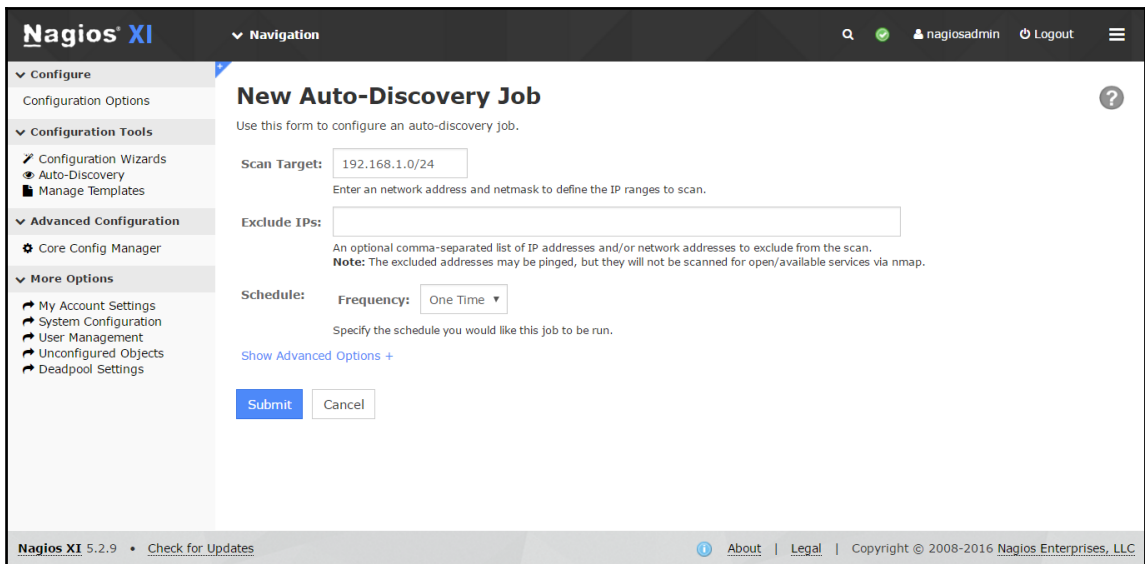 Nagios XI
Navigation
nagiosadmin
Logout
Configure
Configuration Options
Configuration Tools
Configuration Wizards
Auto-Discovery
Manage Templates
Advanced Configuration
Core Config Manager
More Options
My Account Settings
System Configuration
User Management
Unconfigured Objects
Deadpool Settings
New Auto-Discovery Job
Use this form to configure an auto-discovery job.
Scan Target: 192.168.1.0/24
Enter an network address and netmask to define the IP ranges to scan.
Exclude IPs:
An optional comma-separated list of IP addresses and/or network addresses to exclude from the scan.
Note: The excluded addresses may be pinged, but they will not be scanned for open/available services via nmap.
Schedule: Frequency: One Time
Specify the schedule you would like this job to be run.
Show Advanced Options +
Submit Cancel
Nagios XI 5.2.9 • Check for Updates
About | Legal | Copyright © 2008-2016 Nagios Enterprises, LLC